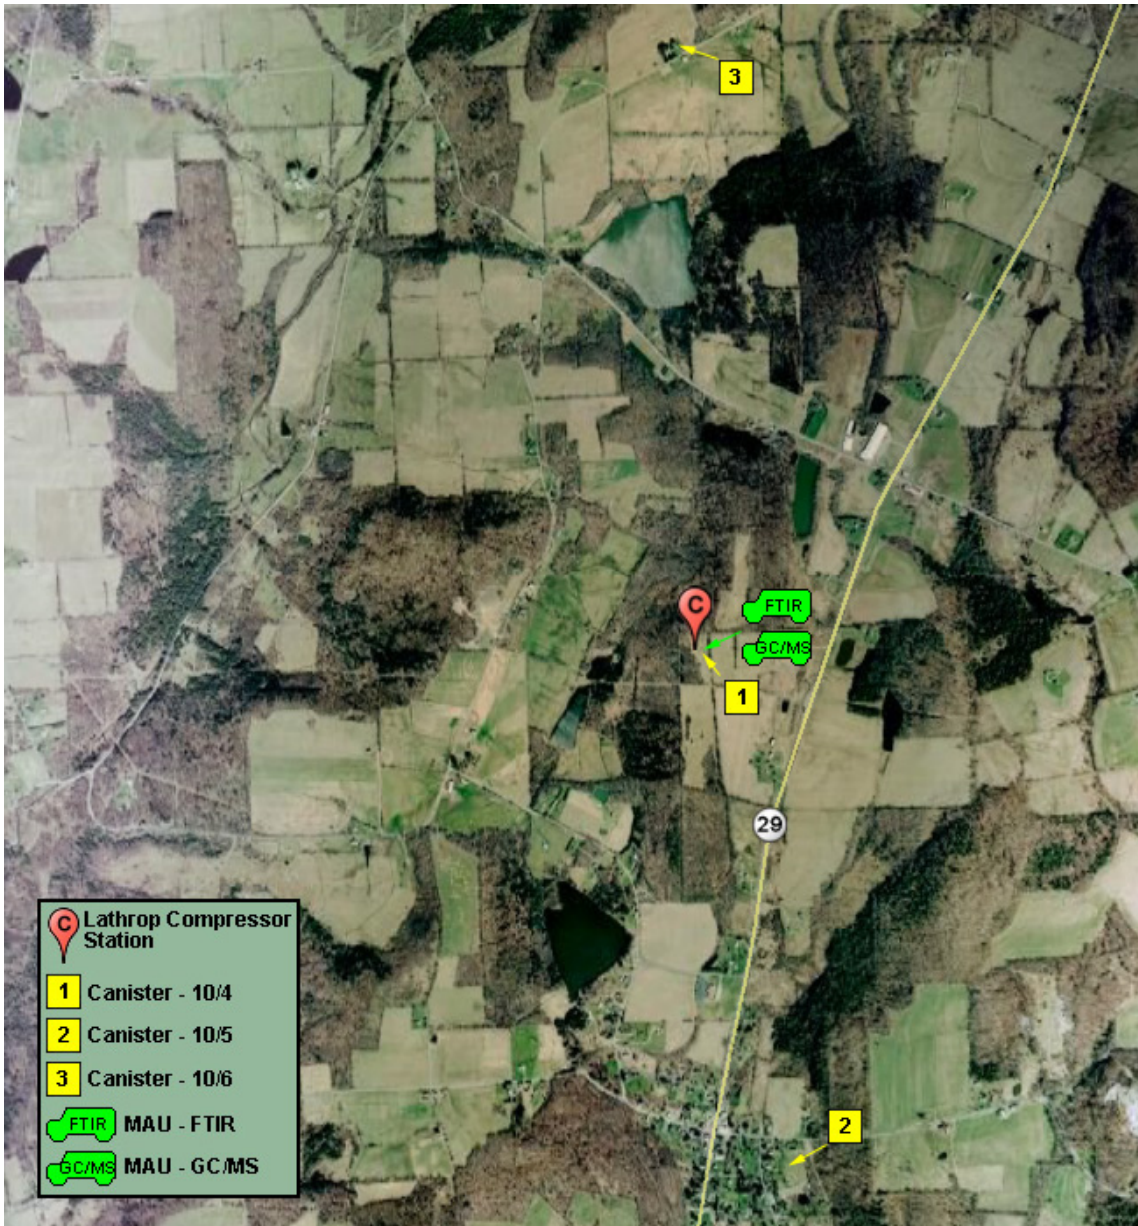 3
C
FTIR
GC/MS
1
29
2
C Lathrop Compressor
Station
1 Canister - 10/4
2 Canister - 10/5
3 Canister - 10/6
FTIR MAU - FTIR
GC/MS MAU - GC/MS